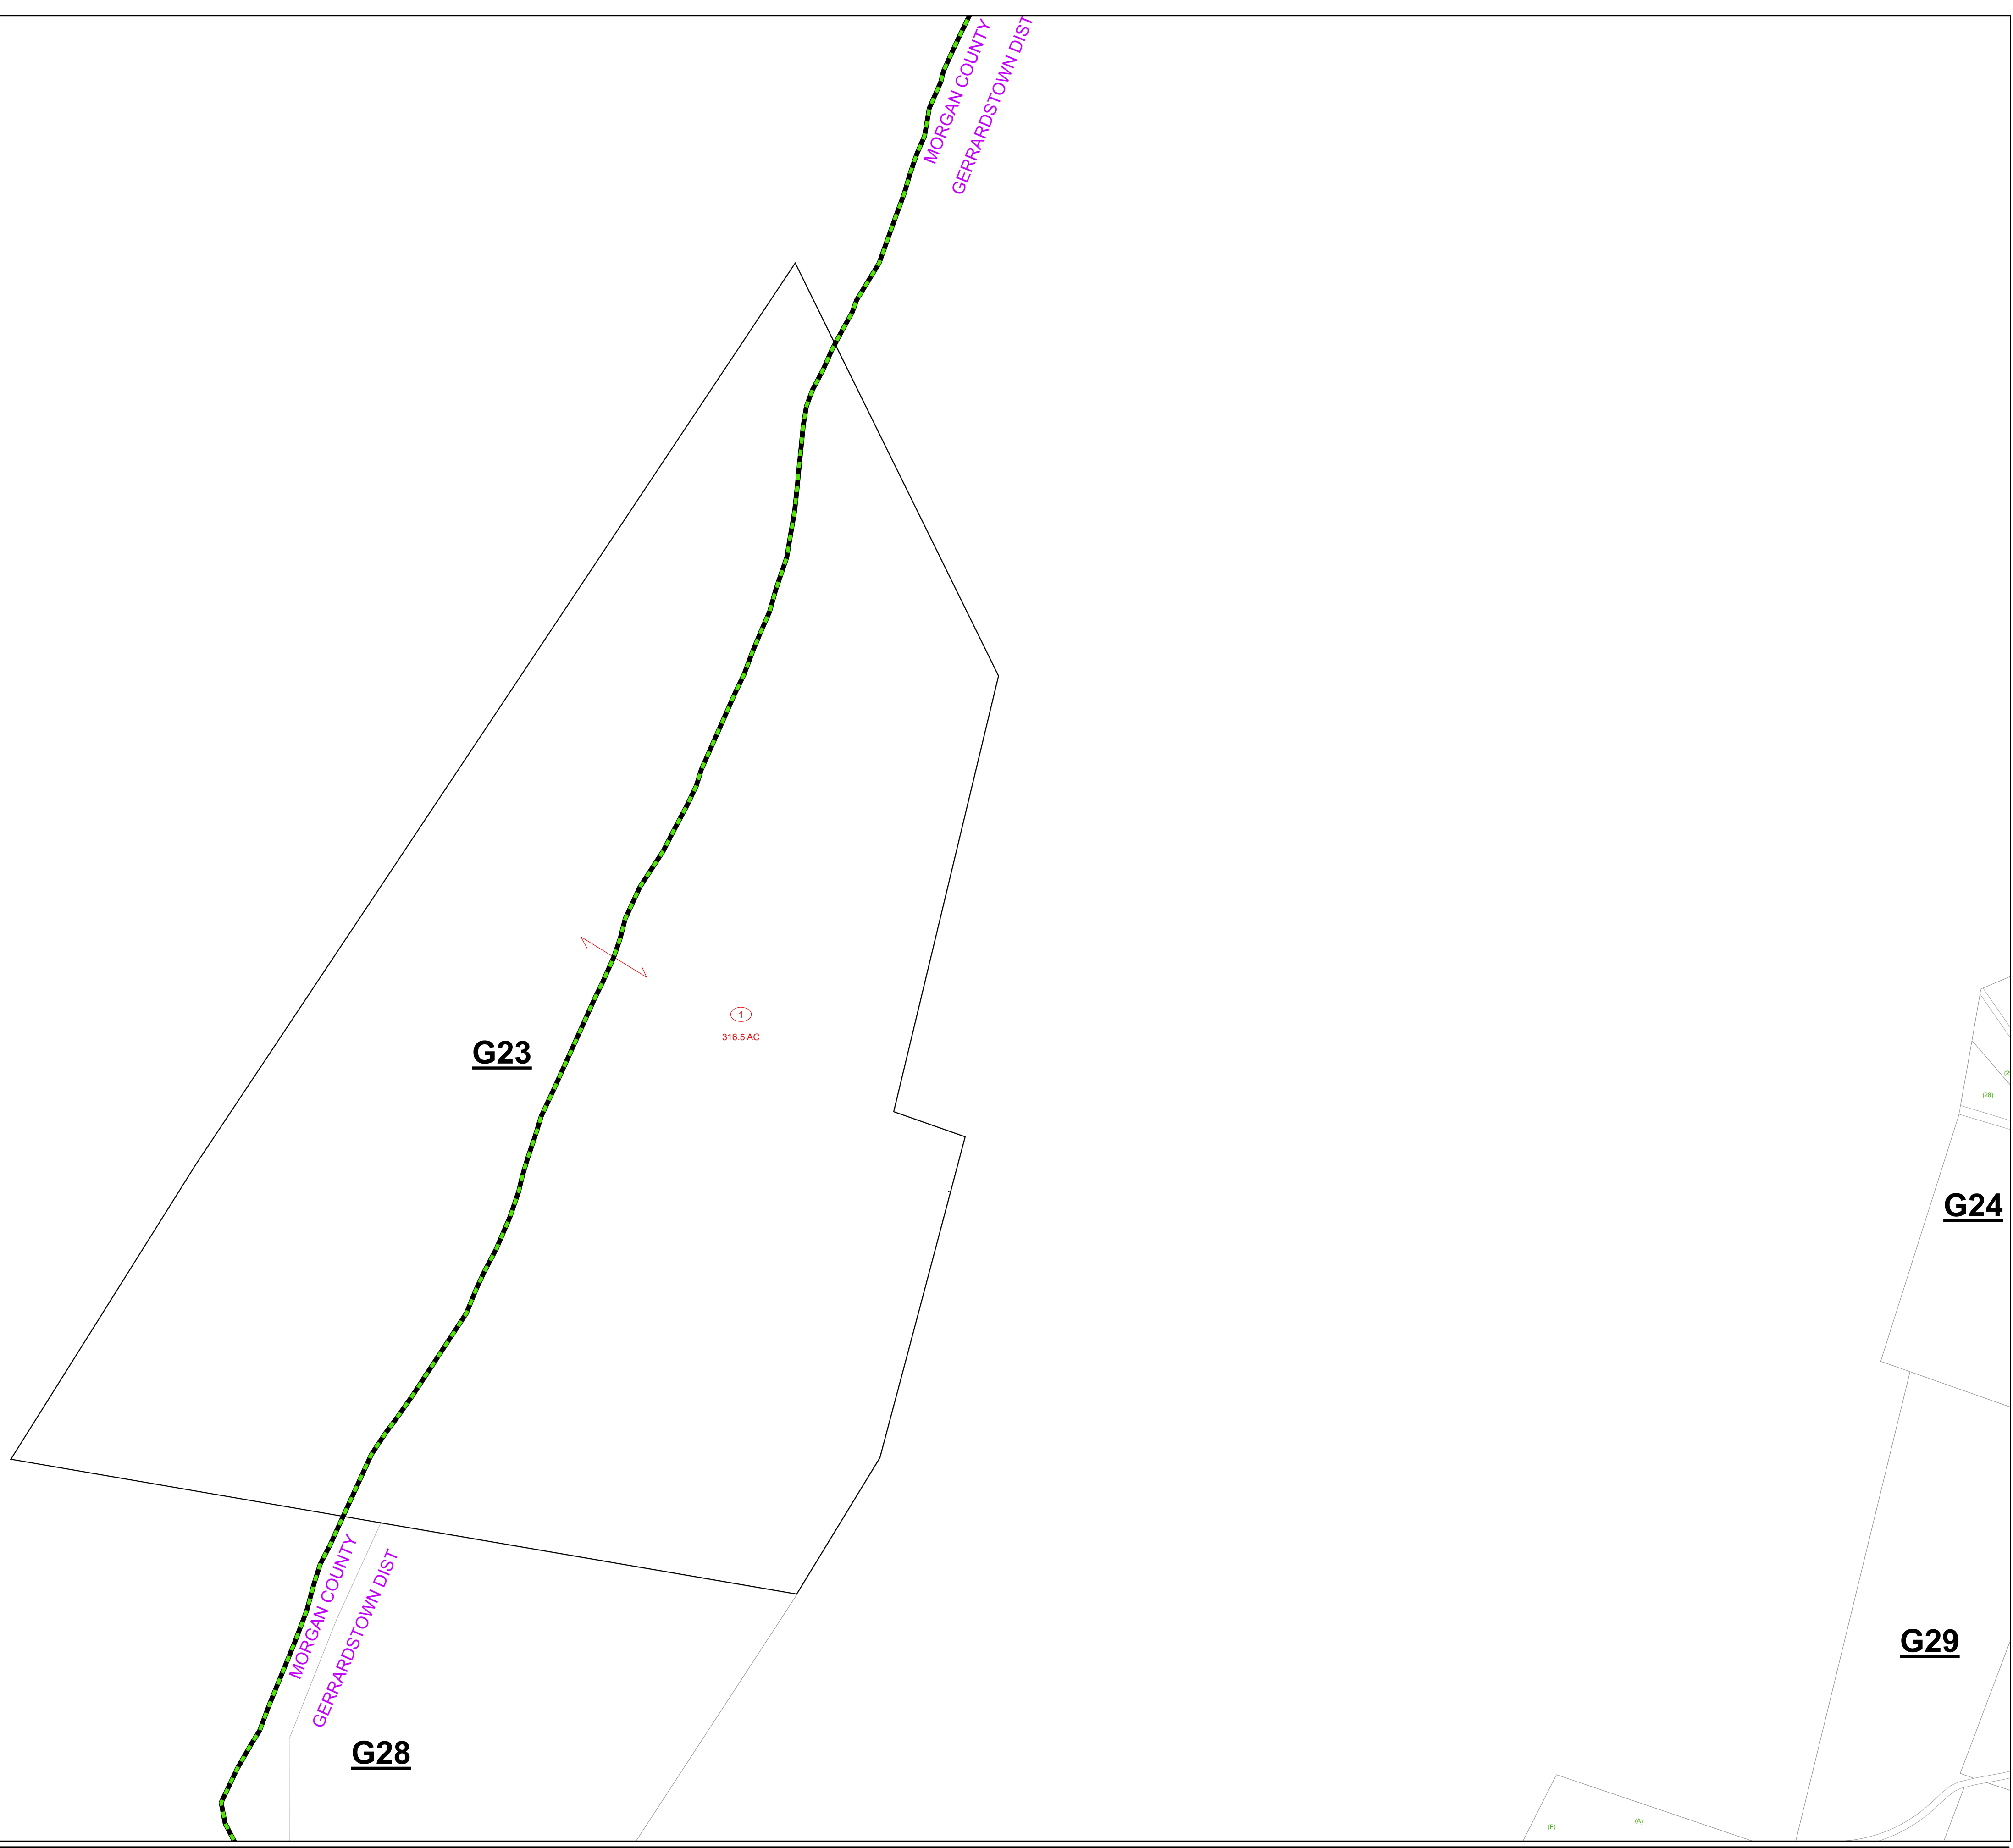 MORGAN COUNTY
GERRARDSTOWN DIST
1
316.5 AC
G23
(28)
G24
G29
MORGAN COUNTY
GERRARDSTOWN DIST
G28
(F)
(A)